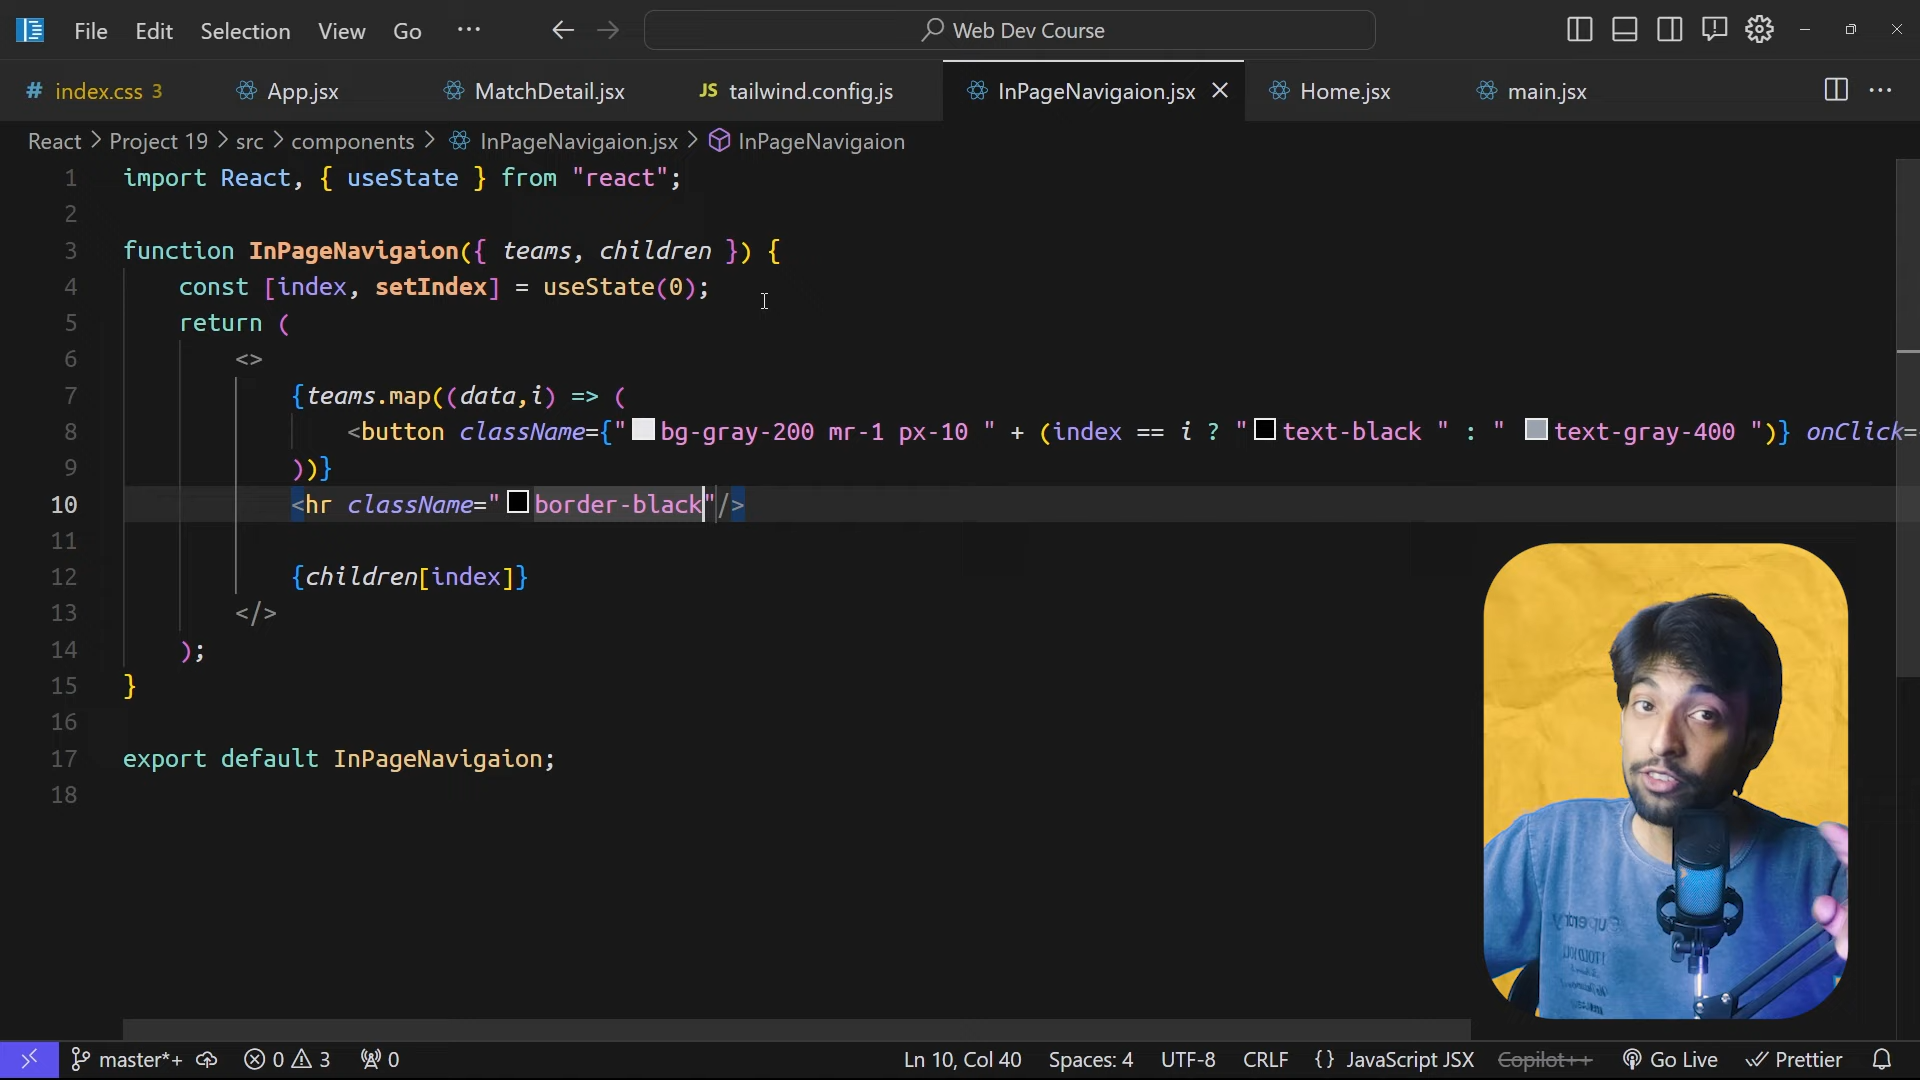 File Edit Selection View Go ··· Web Dev Course
# index.css 3 App.jsx MatchDetail.jsx JS tailwind.config.js InPageNavigaion.jsx Home.jsx main.jsx
React > Project 19 > src > components > InPageNavigaion.jsx > InPageNavigaion
1 import React, { useState } from "react";
2
3 function InPageNavigaion({ teams, children }) {
4 const [index, setIndex] = useState(0);
5 return (
6 <>
7 {teams.map((data,i) => (
8 <button className={"bg-gray-200 mr-1 px-10 " + (index == i ? "text-black " : " text-gray-400 ")} onClick=
9 ))}
10 <hr className="border-black"/>
11
12 {children[index]}
13 </>
14 );
15 }
16
17 export default InPageNavigaion;
18
master*+ 0 3 0 Ln 10, Col 40 Spaces: 4 UTF-8 CRLF {} JavaScript JSX Copilot++ Go Live Prettier